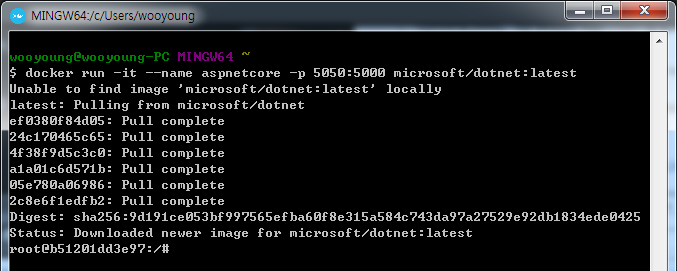 MINGW64:/c/Users/wooyoung
wooyoung@wooyoung-PC MINGW64 ~
$ docker run -it --name aspnetcore -p 5050:5000 microsoft/dotnet:latest
Unable to find image 'microsoft/dotnet:latest' locally
latest: Pulling from microsoft/dotnet
ef0380f84d05: Pull complete
24c170465c65: Pull complete
4f38f9d5c3c0: Pull complete
a1a01c6d571b: Pull complete
05e780a06986: Pull complete
2c8e6f1edfb2: Pull complete
Digest: sha256:9d191ce053bf997565efba60f8e315a584c743da97a27529e92db1834ede0425
Status: Downloaded newer image for microsoft/dotnet:latest
root@b51201dd3e97:/#